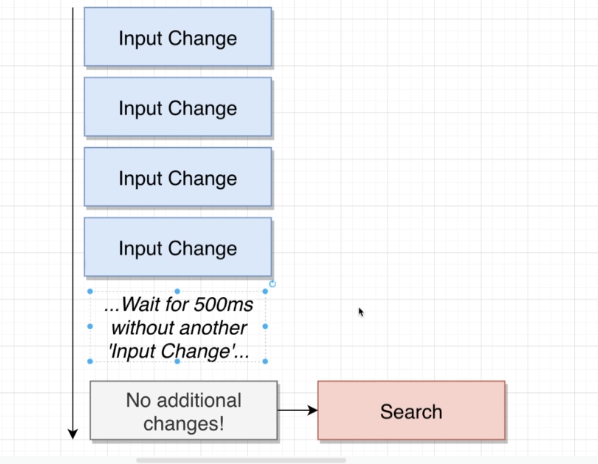 Input Change
Input Change
Input Change
Input Change
...Wait for 500ms
without another
'Input Change'...
No additional
changes!
Search